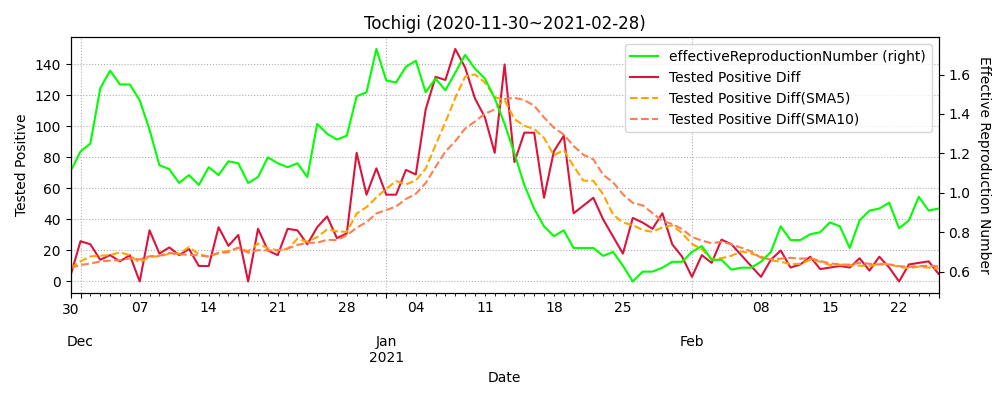 Tochigi (2020-11-30~2021-02-28)
effectiveReproductionNumber (right)
Tested Positive Diff
Tested Positive Diff(SMA5)
Tested Positive Diff(SMA10)
Tested Positive
140
120
100
80
60
40
20
0
1.6
1.4
1.2
1.0
0.8
0.6
Effective Reproduction Number
30 07 14 21 28 04 11 18 25 08 15 22
Dec Jan Feb
2021
Date